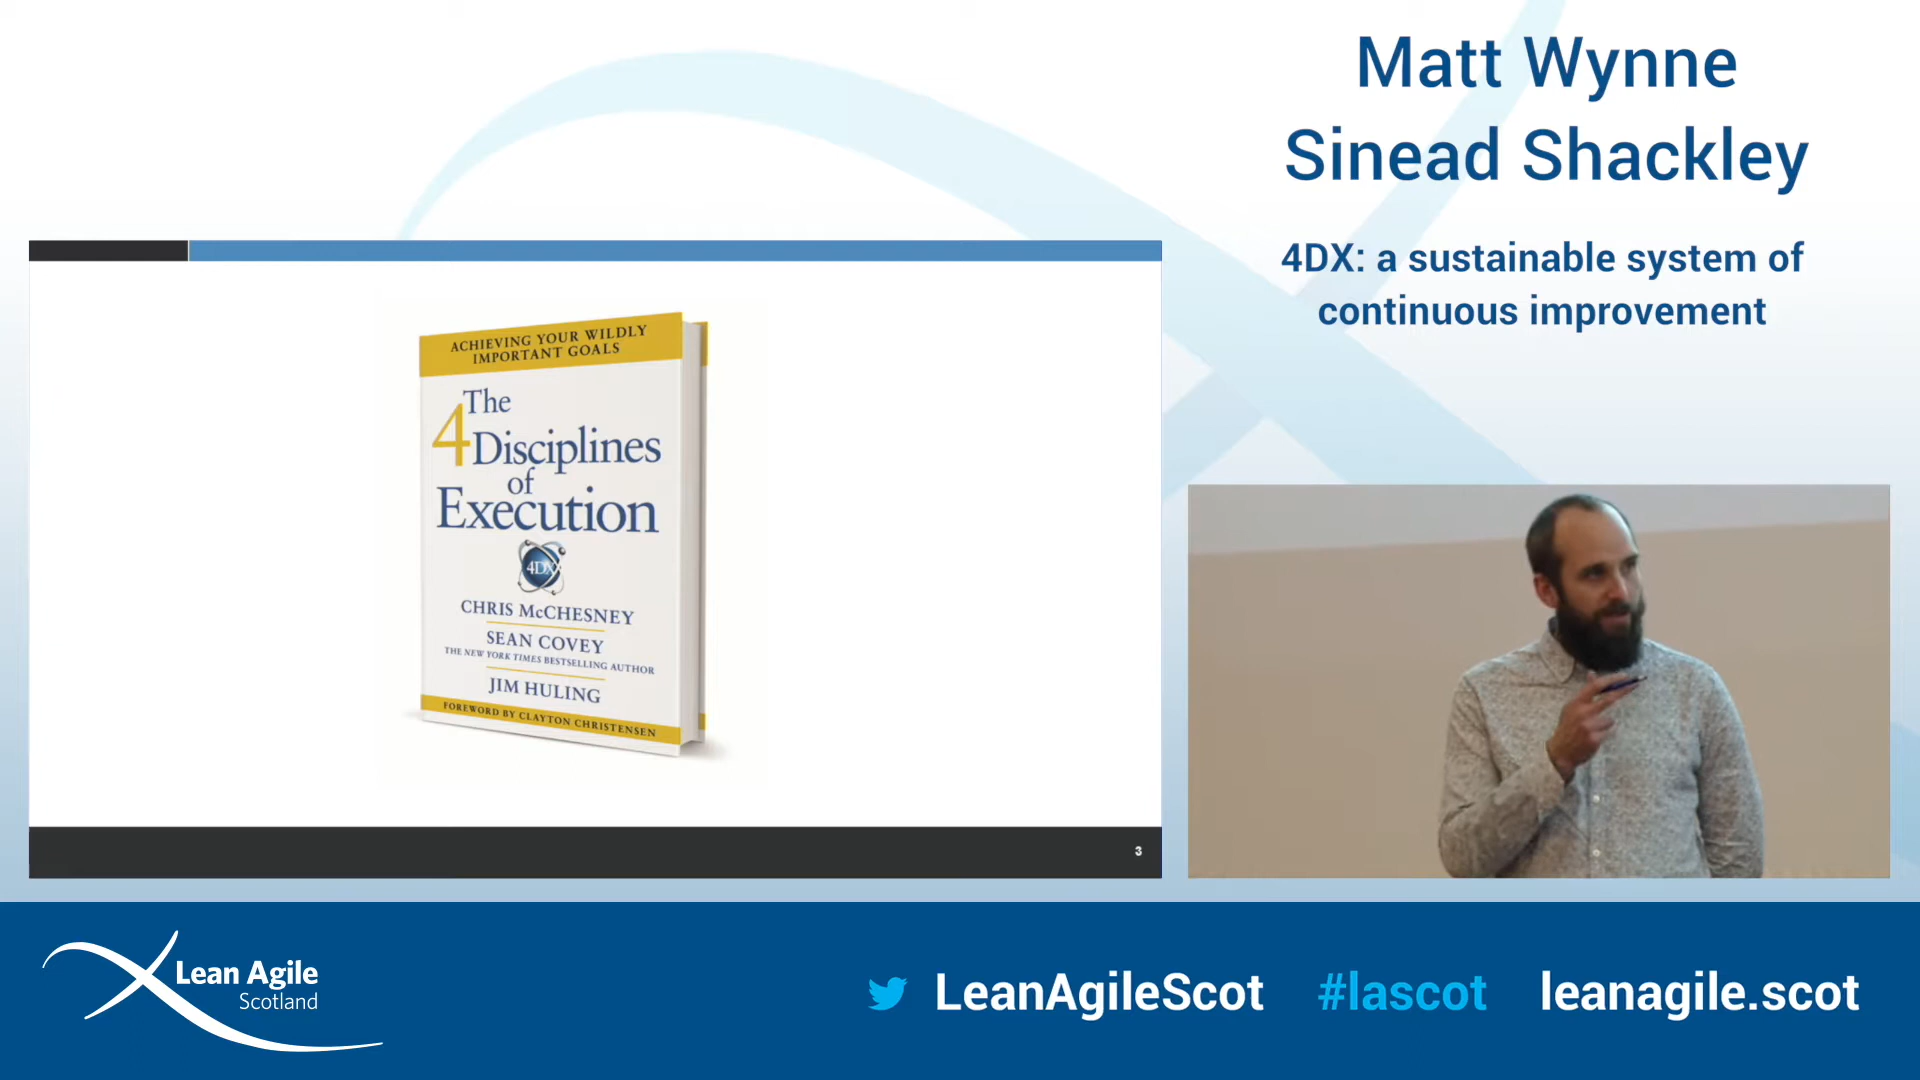 Matt Wynne
Sinead Shackley
4DX: a sustainable system of
continuous improvement
ACHIEVING YOUR WILDLY
IMPORTANT GOALS
The
4 Disciplines
of
Execution
4DX
CHRIS McCHESNEY
SEAN COVEY
THE NEW YORK TIMES BESTSELLING AUTHOR
JIM HULING
FOREWORD BY CLAYTON CHRISTENSEN
3
Lean Agile
Scotland
LeanAgileScot #lascot leanagile.scot